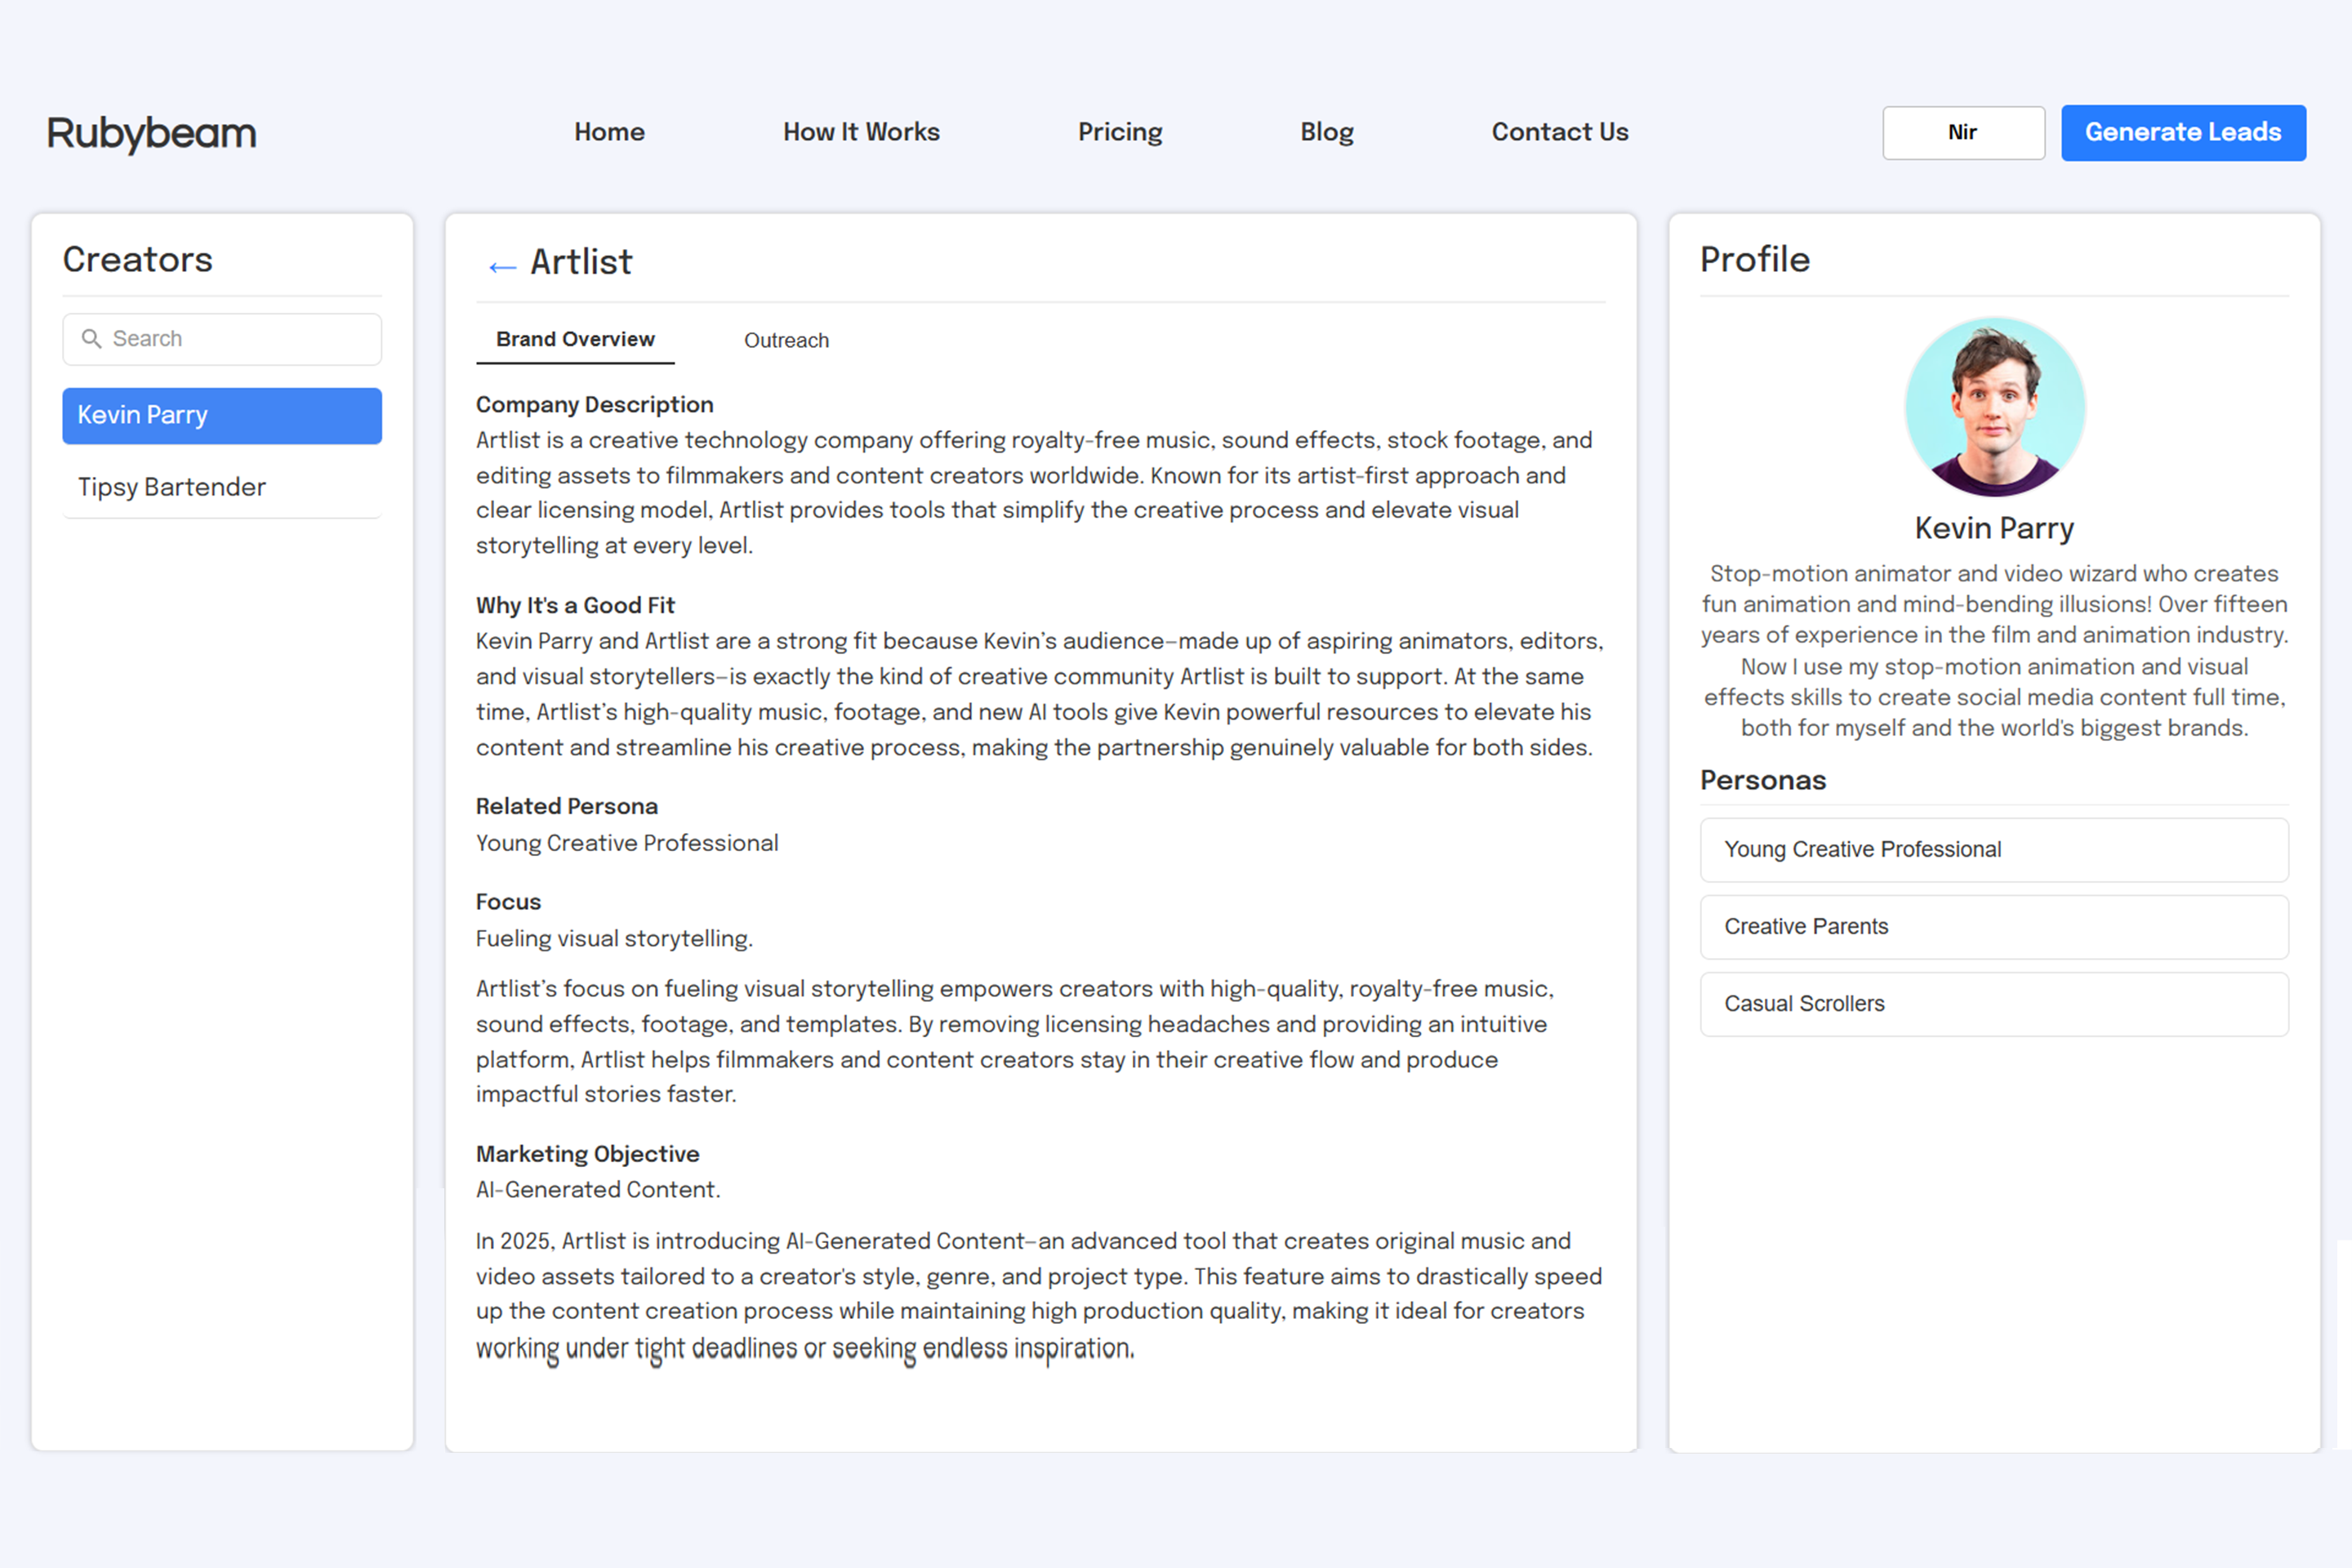 Rubybeam
Home
How It Works
Pricing
Blog
Contact Us
Nir
Generate Leads
Creators
Search
Kevin Parry
Tipsy Bartender
← Artlist
Brand Overview
Outreach
Company Description
Artlist is a creative technology company offering royalty-free music, sound effects, stock footage, and
editing assets to filmmakers and content creators worldwide. Known for its artist-first approach and
clear licensing model, Artlist provides tools that simplify the creative process and elevate visual
storytelling at every level.
Why It's a Good Fit
Kevin Parry and Artlist are a strong fit because Kevin’s audience—made up of aspiring animators, editors,
and visual storytellers—is exactly the kind of creative community Artlist is built to support. At the same
time, Artlist’s high-quality music, footage, and new AI tools give Kevin powerful resources to elevate his
content and streamline his creative process, making the partnership genuinely valuable for both sides.
Related Persona
Young Creative Professional
Focus
Fueling visual storytelling.
Artlist’s focus on fueling visual storytelling empowers creators with high-quality, royalty-free music,
sound effects, footage, and templates. By removing licensing headaches and providing an intuitive
platform, Artlist helps filmmakers and content creators stay in their creative flow and produce
impactful stories faster.
Marketing Objective
AI-Generated Content.
In 2025, Artlist is introducing AI-Generated Content—an advanced tool that creates original music and
video assets tailored to a creator's style, genre, and project type. This feature aims to drastically speed
up the content creation process while maintaining high production quality, making it ideal for creators
working under tight deadlines or seeking endless inspiration.
Profile
Kevin Parry
Stop-motion animator and video wizard who creates
fun animation and mind-bending illusions! Over fifteen
years of experience in the film and animation industry.
Now I use my stop-motion animation and visual
effects skills to create social media content full time,
both for myself and the world's biggest brands.
Personas
Young Creative Professional
Creative Parents
Casual Scrollers